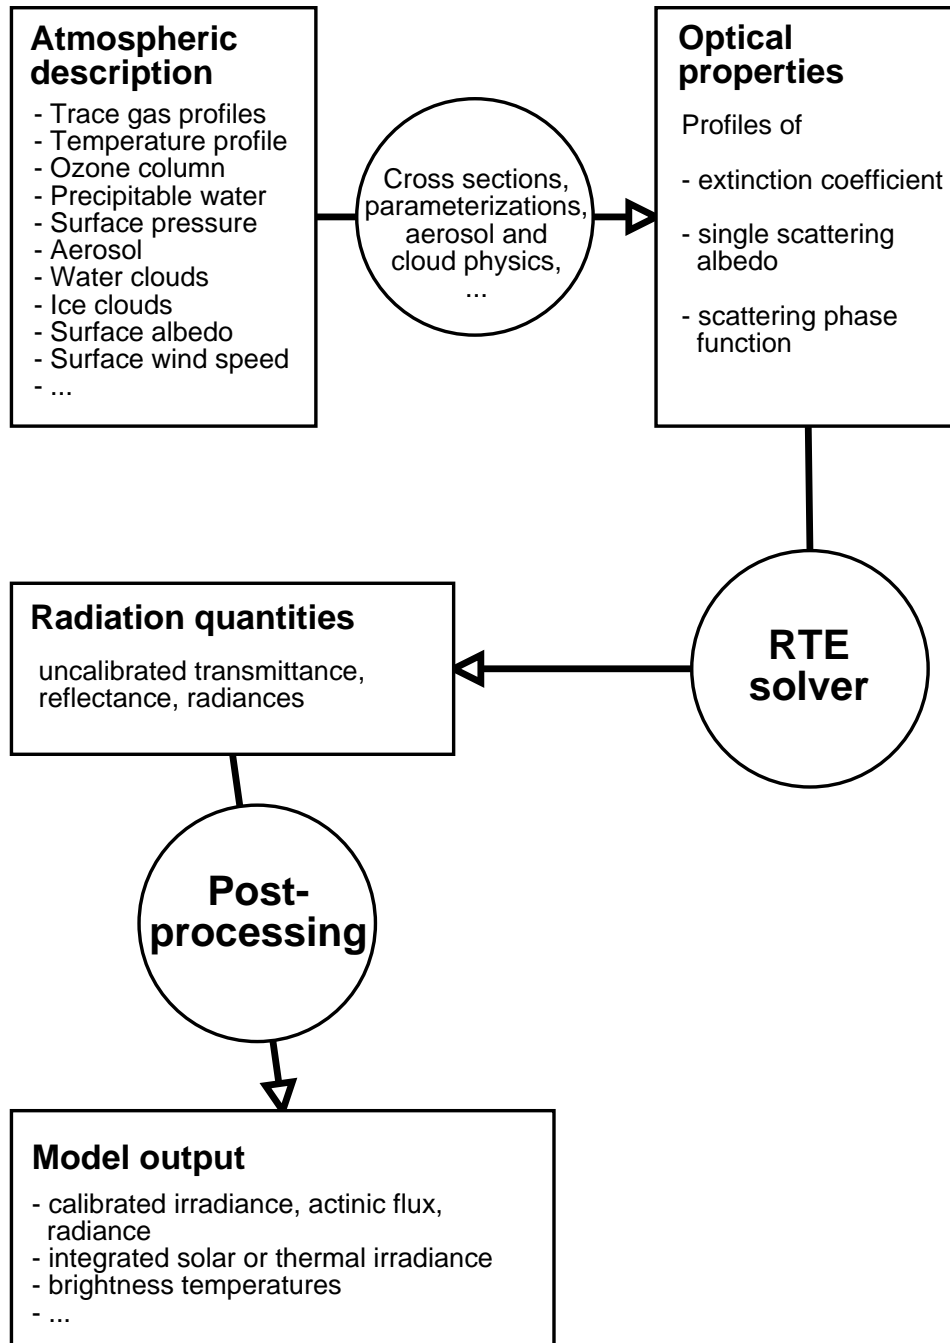 Atmospheric
description
- Trace gas profiles
- Temperature profile
- Ozone column
- Precipitable water
- Surface pressure
- Aerosol
- Water clouds
- Ice clouds
- Surface albedo
- Surface wind speed
- ...
Cross sections,
parameterizations,
aerosol and
cloud physics,
...
Optical
properties
Profiles of
- extinction coefficient
- single scattering
albedo
- scattering phase
function
RTE
solver
Radiation quantities
uncalibrated transmittance,
reflectance, radiances
Post-
processing
Model output
- calibrated irradiance, actinic flux,
radiance
- integrated solar or thermal irradiance
- brightness temperatures
- ...